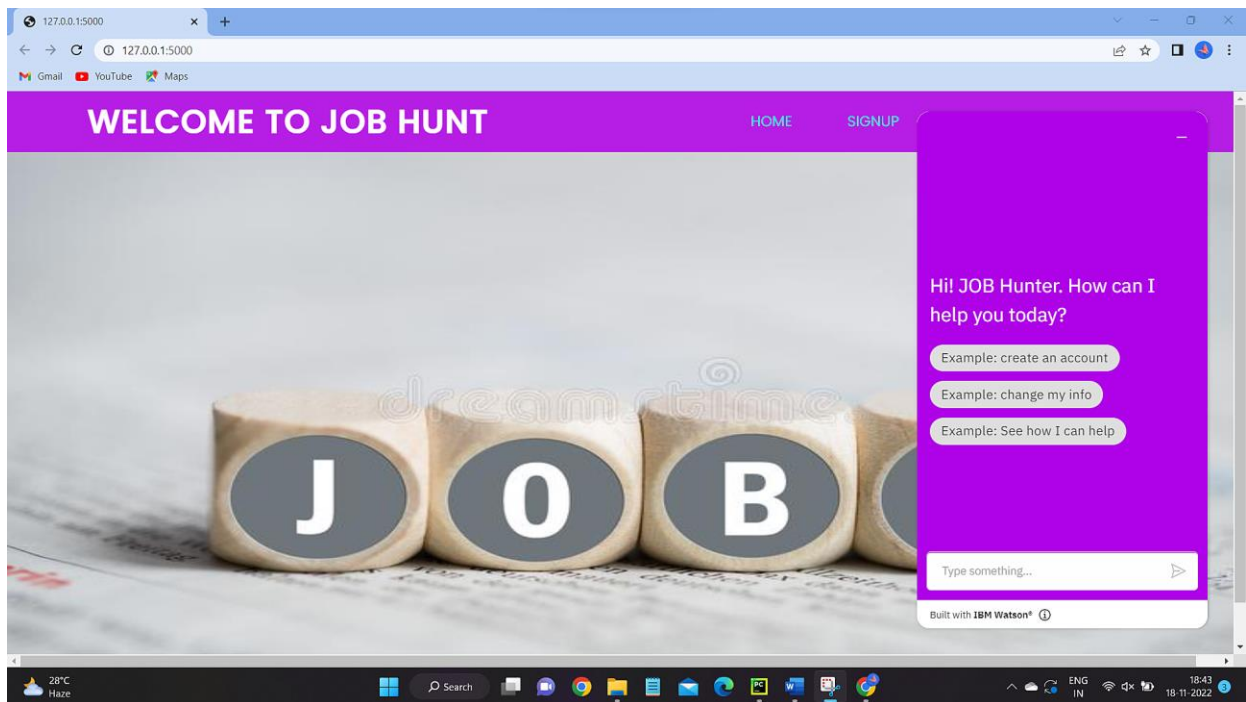 127.0.0.1:5000
127.0.0.1:5000
Gmail YouTube Maps
WELCOME TO JOB HUNT HOME SIGNUP
Hi! JOB Hunter. How can I
help you today?
Example: create an account
Example: change my info
Example: See how I can help
dreamstime
J O B
Type something...
Built with IBM Watson®
28°C
Haze
Search
ENG
IN
18:43
18-11-2022
3